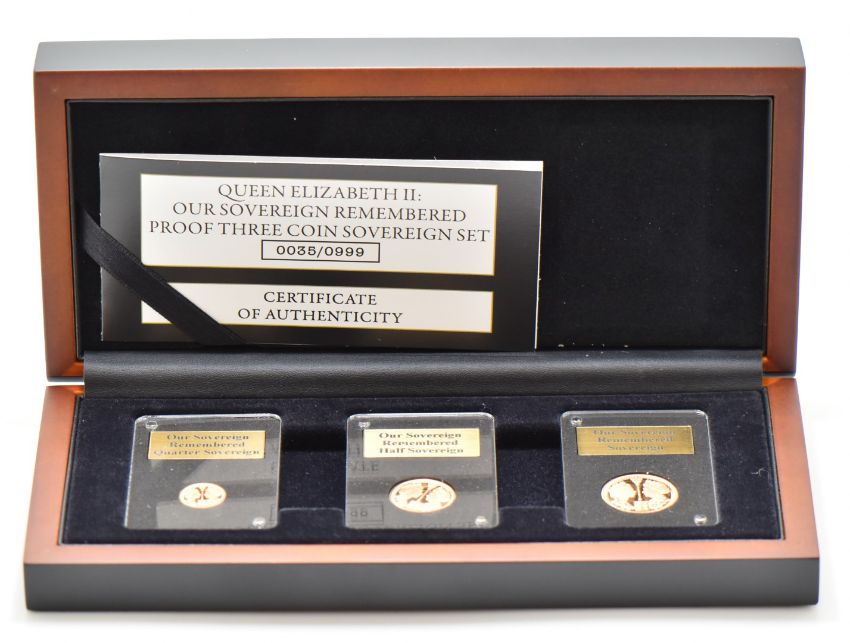 QUEEN ELIZABETH II:
OUR SOVEREIGN REMEMBERED
PROOF THREE COIN SOVEREIGN SET
0035/0999
CERTIFICATE
OF AUTHENTICITY
Our Sovereign
Remembered
Quarter Sovereign
Our Sovereign
Remembered
Half Sovereign
Our Sovereign
Remembered
Sovereign